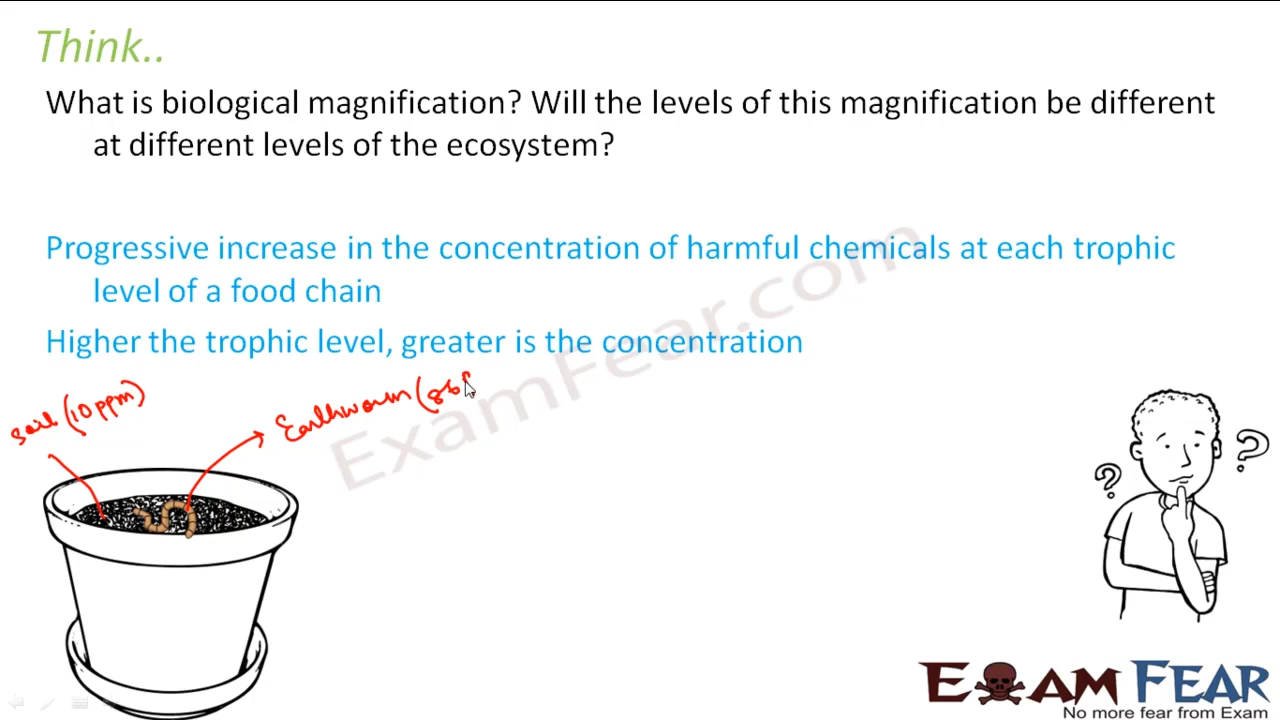 Think..
What is biological magnification? Will the levels of this magnification be different
at different levels of the ecosystem?
Progressive increase in the concentration of harmful chemicals at each trophic
level of a food chain
Higher the trophic level, greater is the concentration
ExamFear.com
Soil (10 ppm)
Earthworm (86
?
?
EXAM FEAR
No more fear from Exam